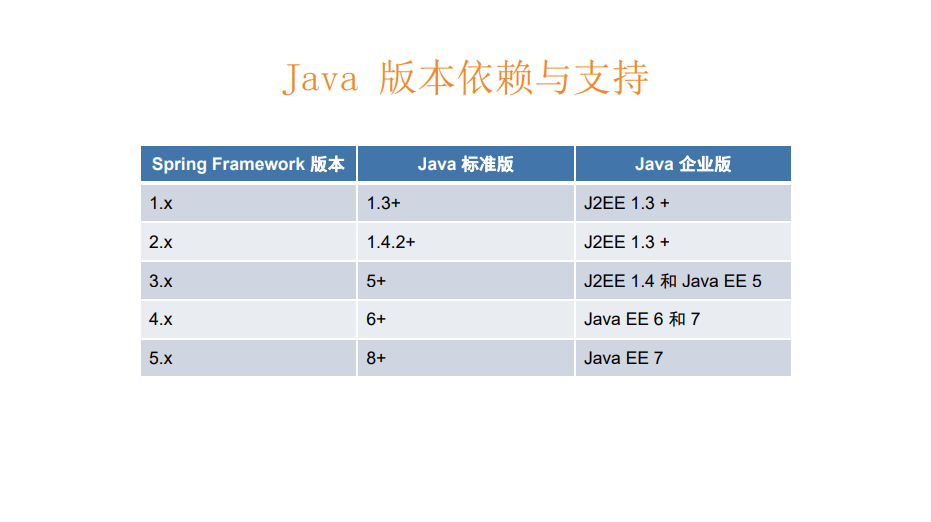 Java 版本依赖与支持
Spring Framework 版本 Java 标准版 Java 企业版
1.x 1.3+ J2EE 1.3 +
2.x 1.4.2+ J2EE 1.3 +
3.x 5+ J2EE 1.4 和 Java EE 5
4.x 6+ Java EE 6 和 7
5.x 8+ Java EE 7